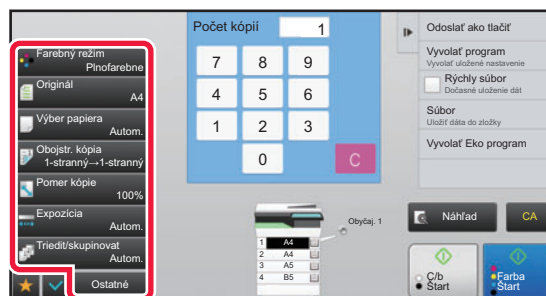 Farebný režim
Plnofarebne
Originál
A4
Výber papiera
Autom.
Obojstr. kópia
1-stranný→1-stranný
Pomer kópie
100%
Expozícia
Autom.
Triediť/skupinovat
Autom.
Ostatné
Počet kópií
1
7 8 9
4 5 6
1 2 3
0 C
Obyčaj. 1
1 A4
2 A4
3 A5
4 B5
Odoslať ako tlačiť
Vyvolať program
Vyvolať uložené nastavenie
Rýchly súbor
Dočasné uloženie dát
Súbor
Uložiť dáta do zložky
Vyvolať Eko program
Náhľad
CA
Č/b
Štart
Farba
Štart